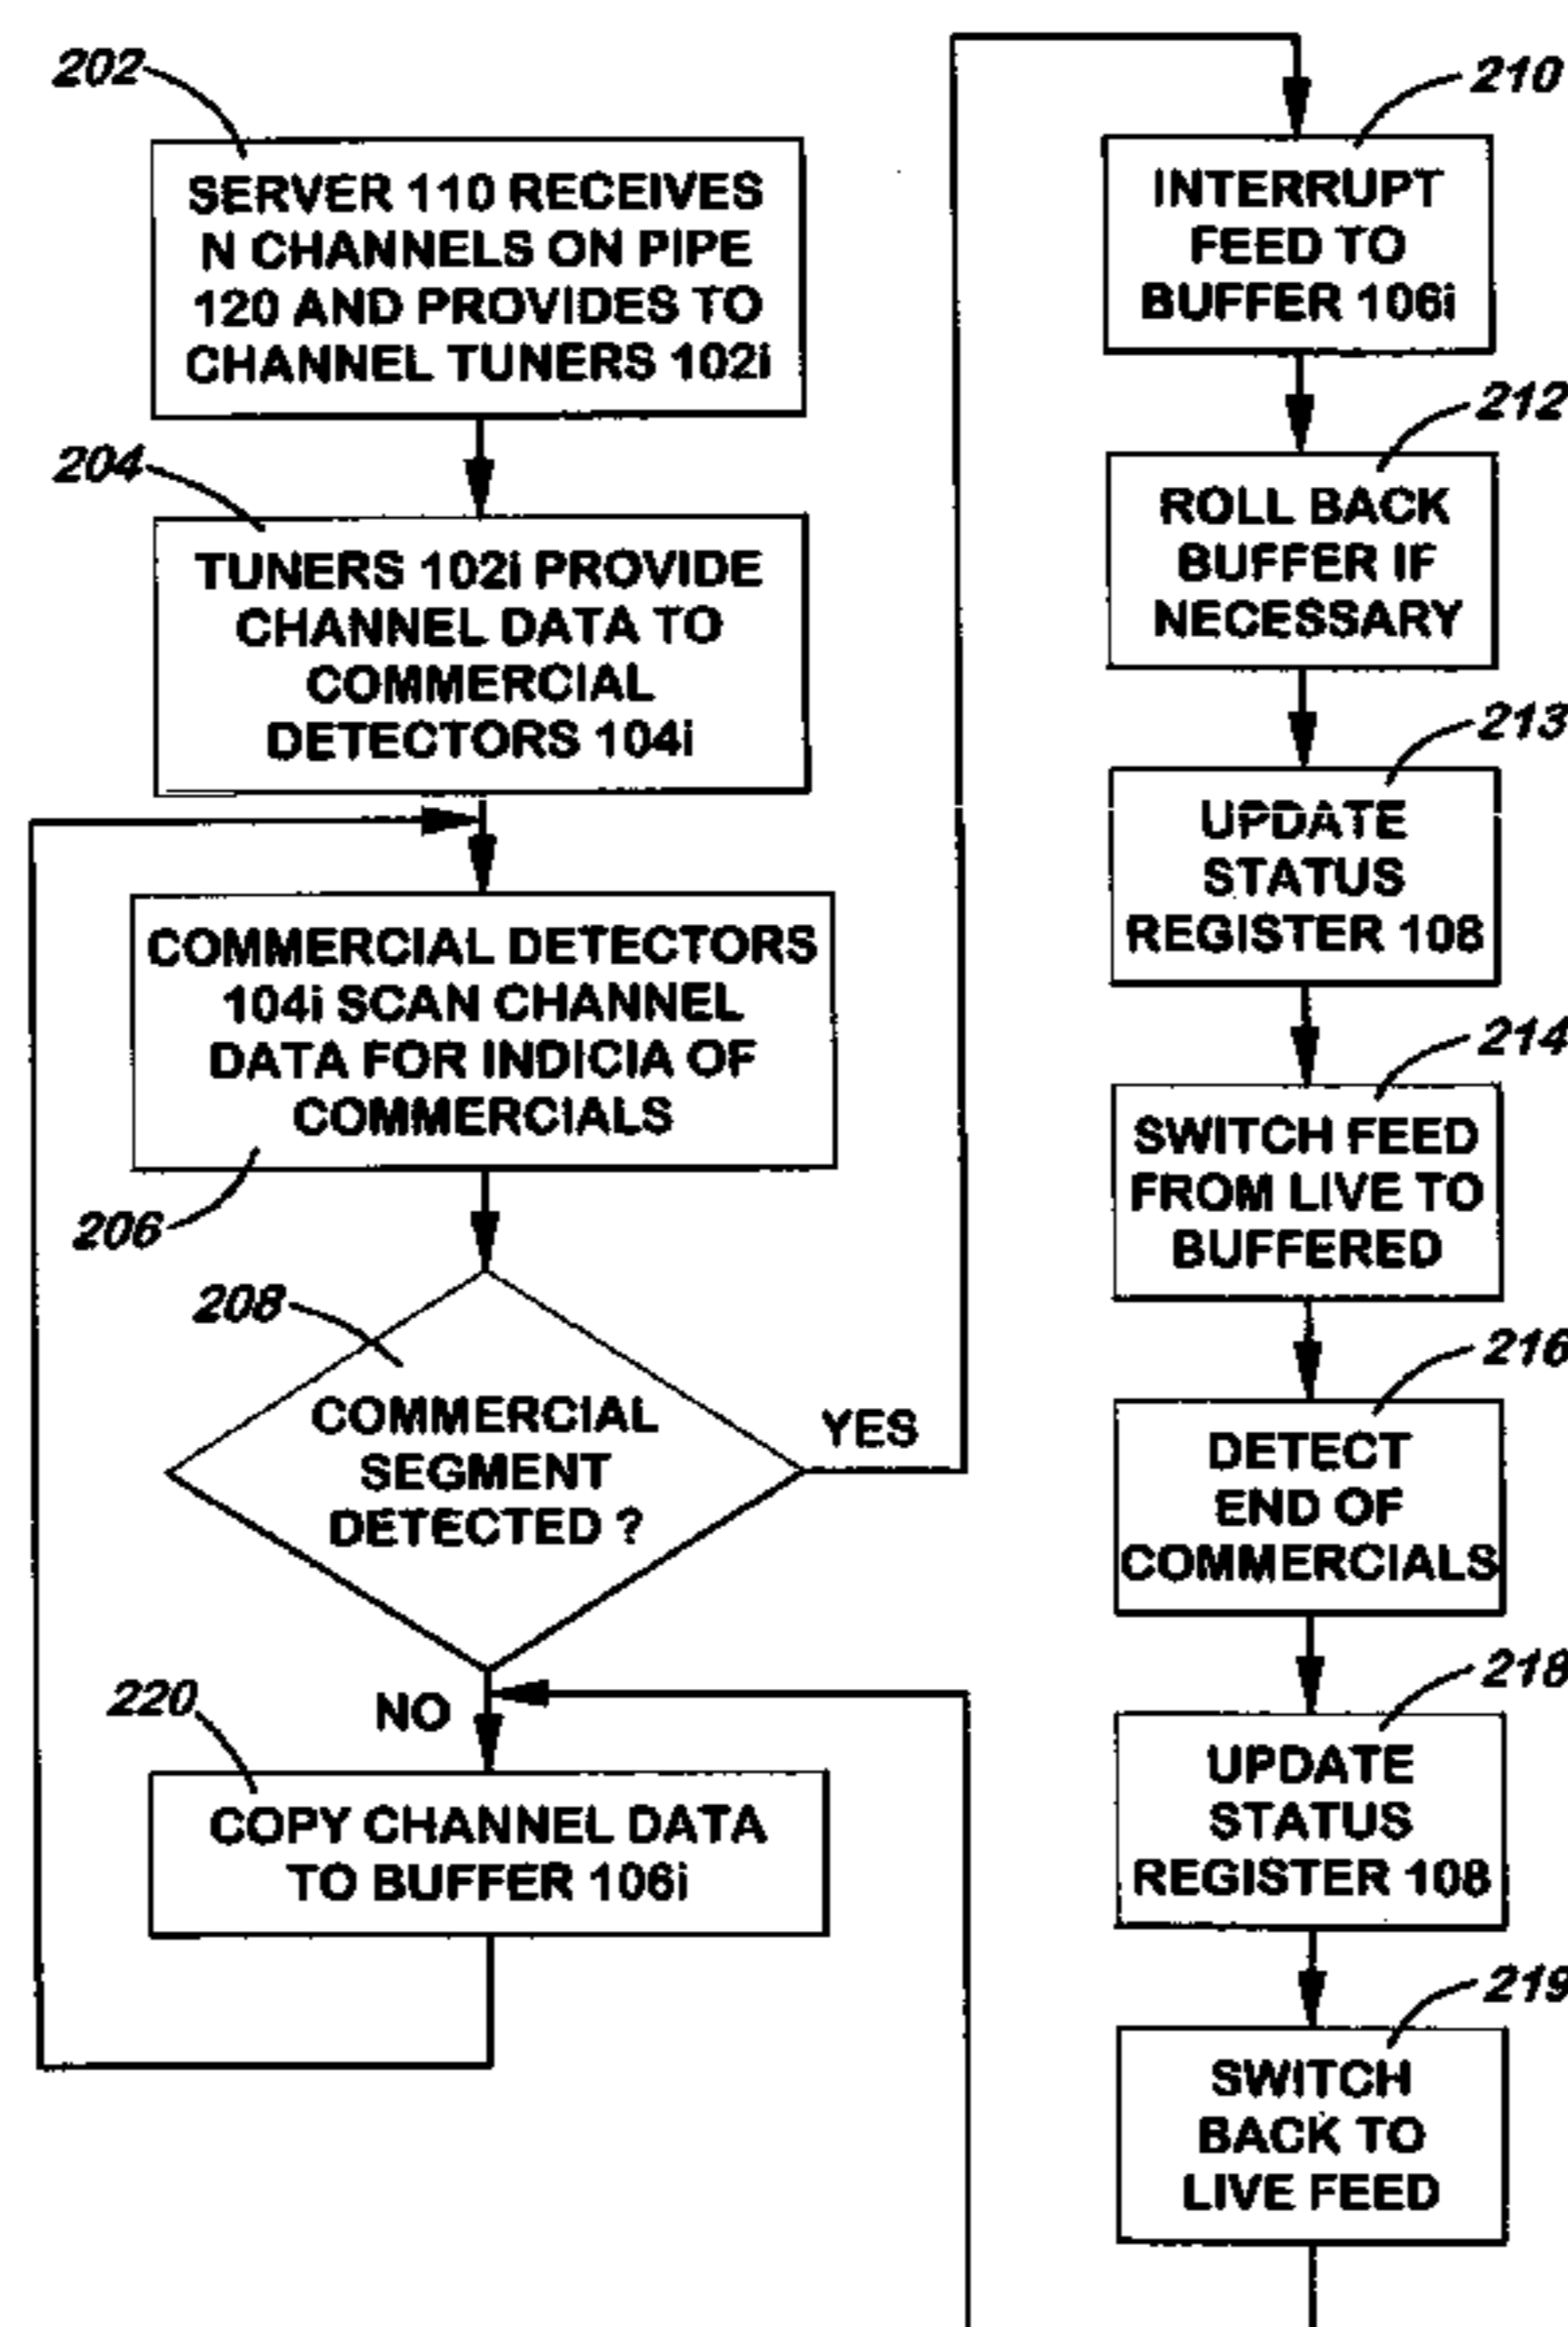 202
SERVER 110 RECEIVES
N CHANNELS ON PIPE
120 AND PROVIDES TO
CHANNEL TUNERS 102i
204
TUNERS 102i PROVIDE
CHANNEL DATA TO
COMMERCIAL
DETECTORS 104i
COMMERCIAL DETECTORS
104i SCAN CHANNEL
DATA FOR INDICIA OF
COMMERCIALS
206
208
COMMERCIAL
SEGMENT
DETECTED ?
YES
NO
220
COPY CHANNEL DATA
TO BUFFER 106i
210
INTERRUPT
FEED TO
BUFFER 106i
212
ROLL BACK
BUFFER IF
NECESSARY
213
UPDATE
STATUS
REGISTER 108
214
SWITCH FEED
FROM LIVE TO
BUFFERED
216
DETECT
END OF
COMMERCIALS
218
UPDATE
STATUS
REGISTER 108
219
SWITCH
BACK TO
LIVE FEED